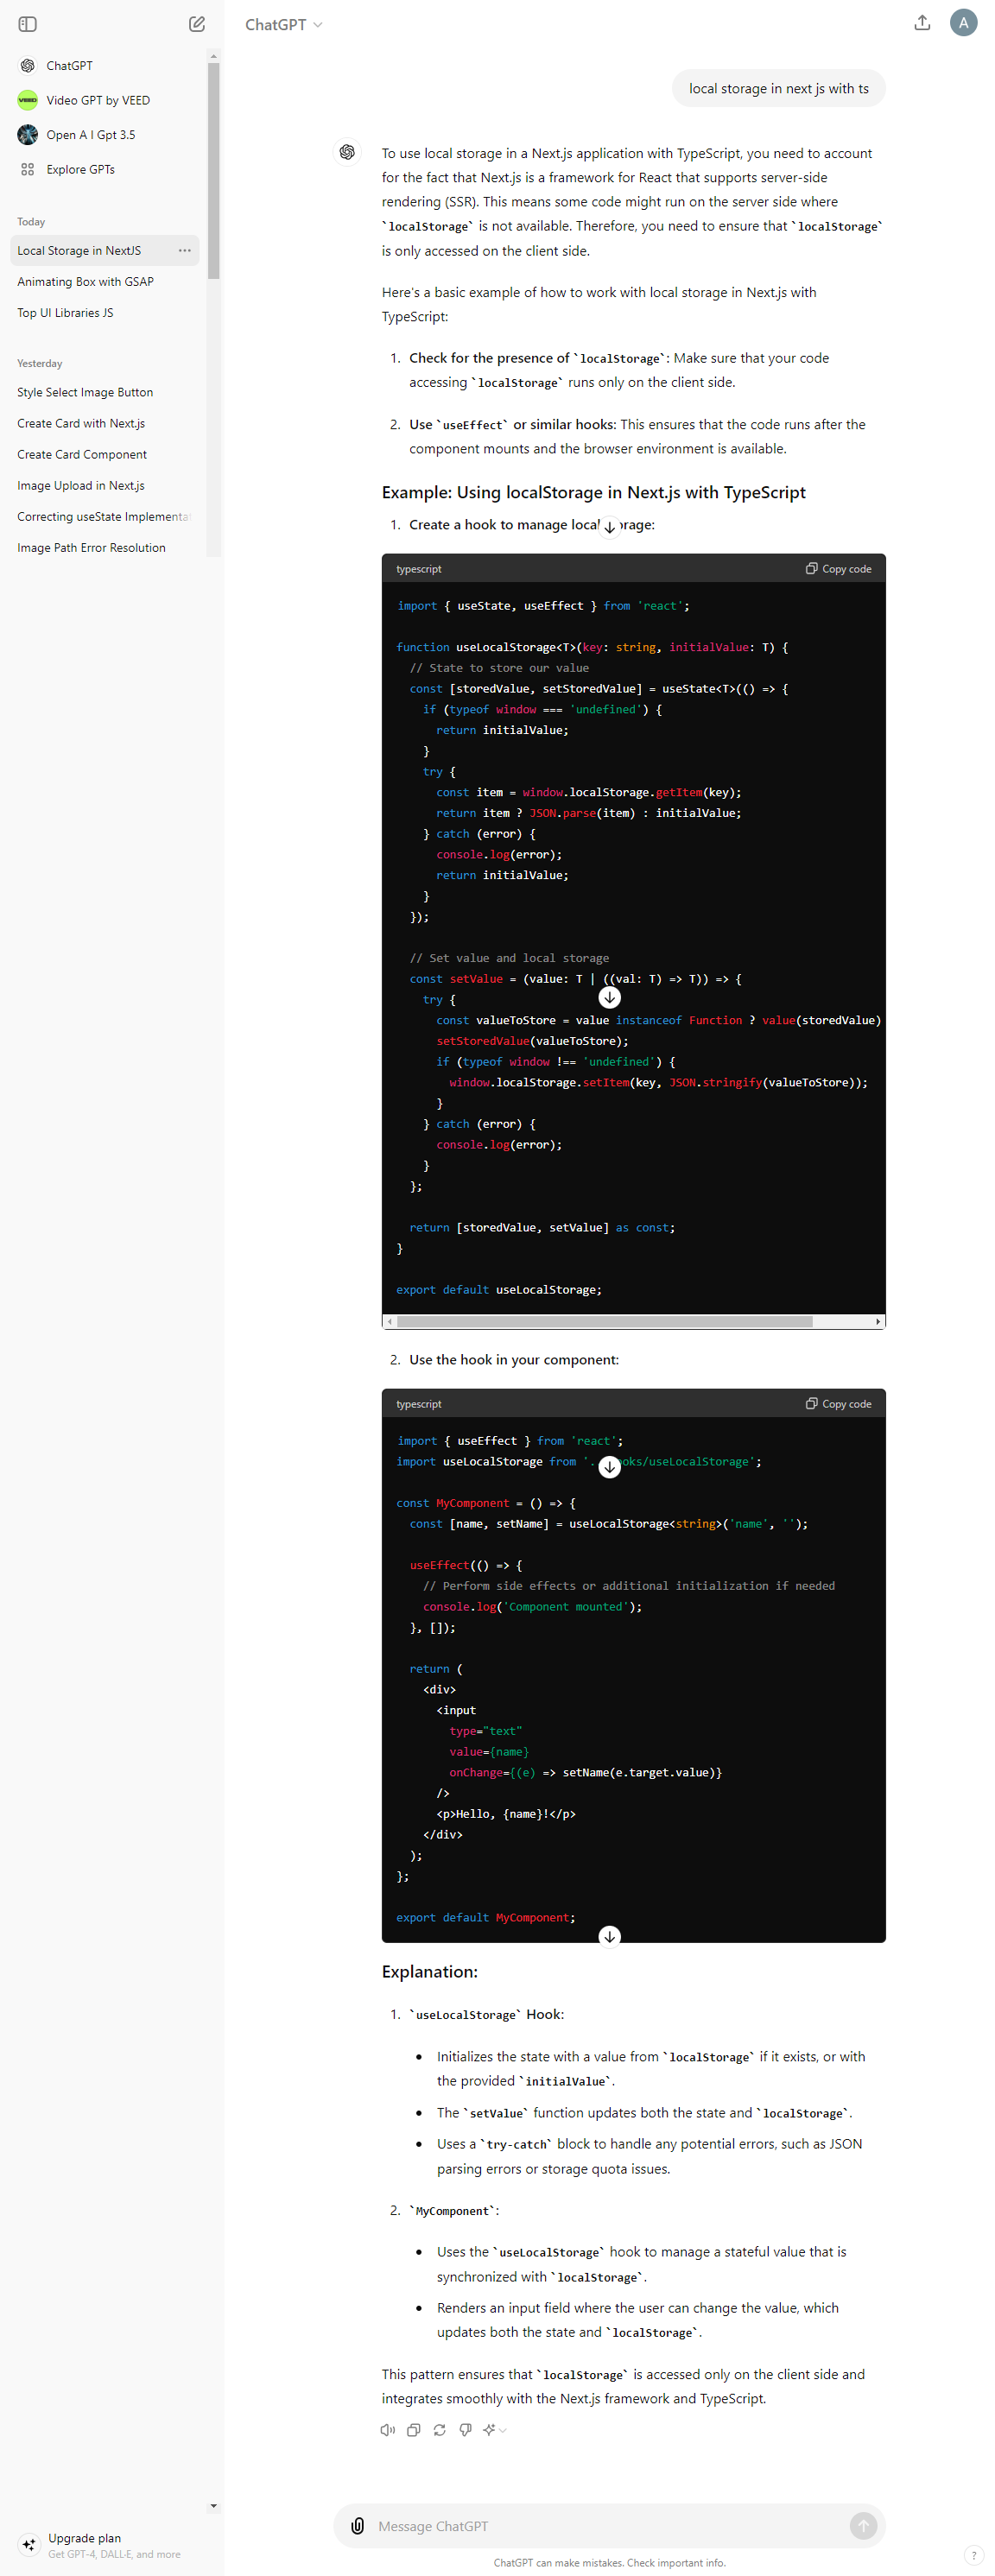 ChatGPT
Video GPT by VEED
Open A I Gpt 3.5
Explore GPTs
Today
Local Storage in NextJS
Animating Box with GSAP
Top UI Libraries JS
Yesterday
Style Select Image Button
Create Card with Next.js
Create Card Component
Image Upload in Next.js
Correcting useState Implementat
Image Path Error Resolution
Upgrade plan
Get GPT-4, DALL·E, and more
ChatGPT
A
local storage in next js with ts
To use local storage in a Next.js application with TypeScript, you need to account
for the fact that Next.js is a framework for React that supports server-side
rendering (SSR). This means some code might run on the server side where
`localStorage` is not available. Therefore, you need to ensure that `localStorage`
is only accessed on the client side.
Here's a basic example of how to work with local storage in Next.js with
TypeScript:
1. Check for the presence of `localStorage`: Make sure that your code
accessing `localStorage` runs only on the client side.
2. Use `useEffect` or similar hooks: This ensures that the code runs after the
component mounts and the browser environment is available.
Example: Using localStorage in Next.js with TypeScript
1. Create a hook to manage local orage:
typescript
Copy code
import { useState, useEffect } from 'react';
function useLocalStorage<T>(key: string, initialValue: T) {
// State to store our value
const [storedValue, setStoredValue] = useState<T>(() => {
if (typeof window === 'undefined') {
return initialValue;
}
try {
const item = window.localStorage.getItem(key);
return item ? JSON.parse(item) : initialValue;
} catch (error) {
console.log(error);
return initialValue;
}
});
// Set value and local storage
const setValue = (value: T | ((val: T) => T)) => {
try {
const valueToStore = value instanceof Function ? value(storedValue)
setStoredValue(valueToStore);
if (typeof window !== 'undefined') {
window.localStorage.setItem(key, JSON.stringify(valueToStore));
}
} catch (error) {
console.log(error);
}
};
return [storedValue, setValue] as const;
}
export default useLocalStorage;
2. Use the hook in your component:
typescript
Copy code
import { useEffect } from 'react';
import useLocalStorage from '. oks/useLocalStorage';
const MyComponent = () => {
const [name, setName] = useLocalStorage<string>('name', '');
useEffect(() => {
// Perform side effects or additional initialization if needed
console.log('Component mounted');
}, []);
return (
<div>
<input
type="text"
value={name}
onChange={(e) => setName(e.target.value)}
/>
<p>Hello, {name}!</p>
</div>
);
};
export default MyComponent;
Explanation:
1. `useLocalStorage` Hook:
• Initializes the state with a value from `localStorage` if it exists, or with
the provided `initialValue`.
• The `setValue` function updates both the state and `localStorage`.
• Uses a `try-catch` block to handle any potential errors, such as JSON
parsing errors or storage quota issues.
2. `MyComponent`:
• Uses the `useLocalStorage` hook to manage a stateful value that is
synchronized with `localStorage`.
• Renders an input field where the user can change the value, which
updates both the state and `localStorage`.
This pattern ensures that `localStorage` is accessed only on the client side and
integrates smoothly with the Next.js framework and TypeScript.
Message ChatGPT
ChatGPT can make mistakes. Check important info.
?